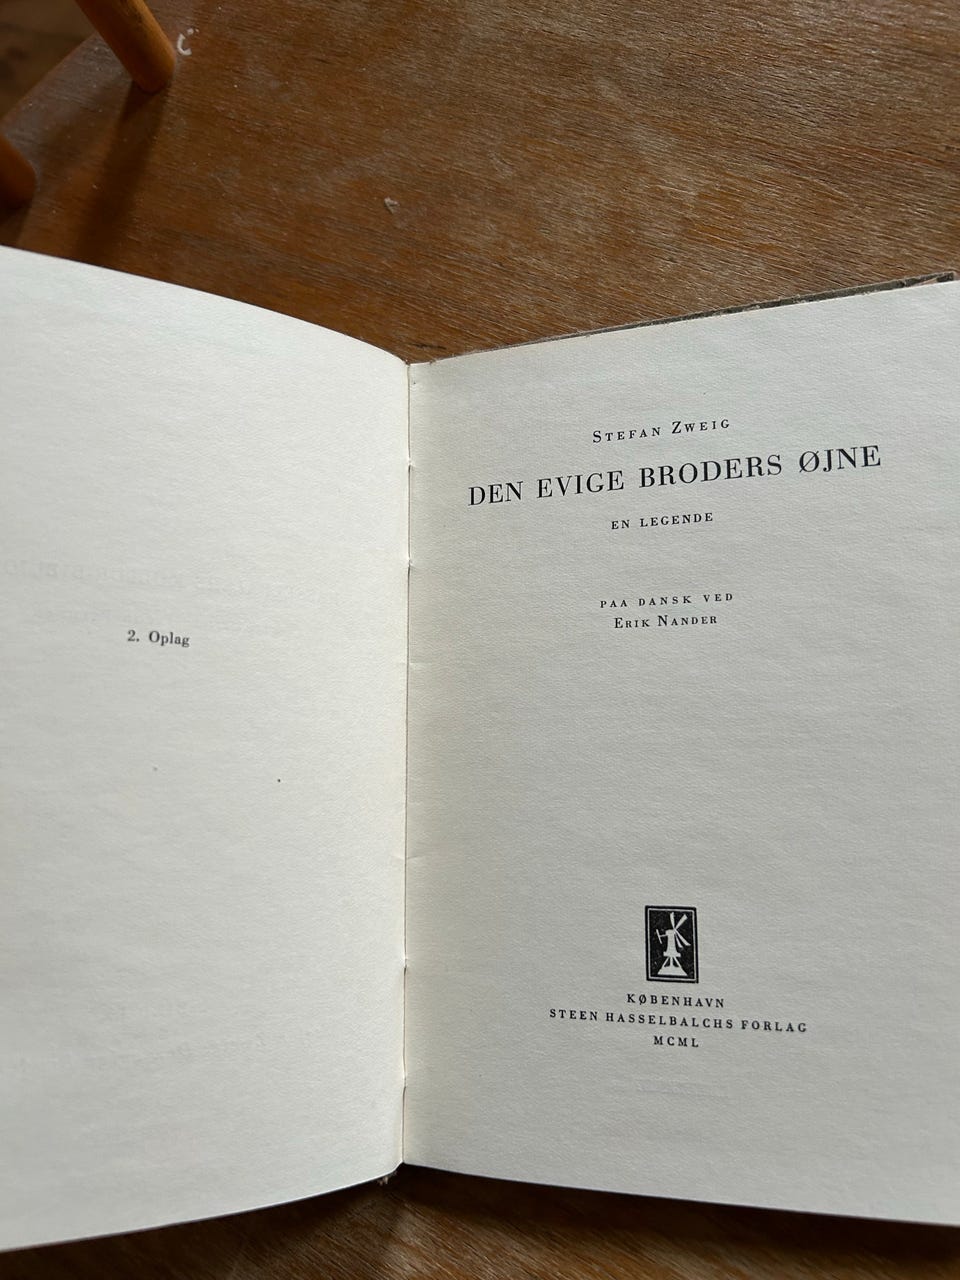 2. Oplag
STEFAN ZWEIG
DEN EVIGE BRODERS ØJNE
EN LEGENDE
PAA DANSK VED
ERIK NANDER
KØBENHAVN
STEEN HASSELBALCHS FORLAG
MCML